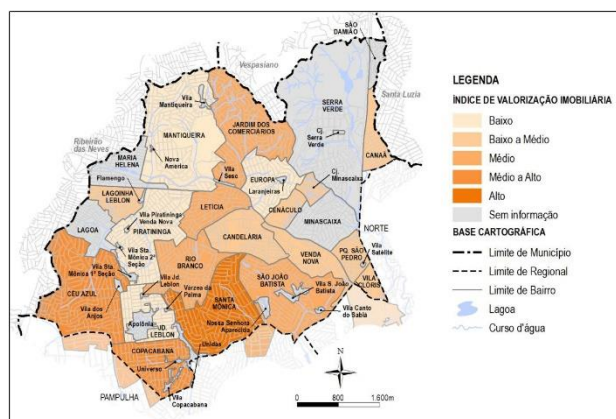 SÃO
DAMIÃO
Vespasiano
Santa Luzia
Vila
Mantiqueira
SERRA
VERDE
JARDIM DOS
COMERCIÁRIOS
Ribeirão
das Neves
MANTIQUEIRA
Cj.
Serra
Verde
MARIA
HELENA
Nova
América
CANAÃ
Flamengo
Vila
Sesc
EUROPA
Cj.
Minascaixa
Laranjeiras
LAGOINHA
LEBLON
LETÍCIA
CENÁCULO
MINASCAIXA
NORTE
Vila Piratininga
Venda Nova
PIRATININGA
LAGOA
CANDELÁRIA
VENDA
NOVA
Vila Sta
Mônica 2ª
Seção
PQ. SÃO
PEDRO
Vila
Satélite
Vila Sta
Mônica 1ª Seção
RIO
BRANCO
VILA
CLÓRIS
CÉU AZUL
Vila Jd.
Leblon
Várzea da
Palma
SÃO JOÃO
BATISTA
Vila S. João
Batista
SANTA
MÔNICA
Vila dos
Anjos
Apolônia
JD.
LEBLON
Nossa Senhora
Aparecida
Vila Canto
do Sabiá
COPACABANA
Unidas
Universo
PAMPULHA
Vila
Copacabana
N
0 800 1.600m
LEGENDA
ÍNDICE DE VALORIZAÇÃO IMOBILIÁRIA
Baixo
Baixo a Médio
Médio
Médio a Alto
Alto
Sem informação
BASE CARTOGRÁFICA
Limite de Município
Limite de Regional
Limite de Bairro
Lagoa
Curso d'água